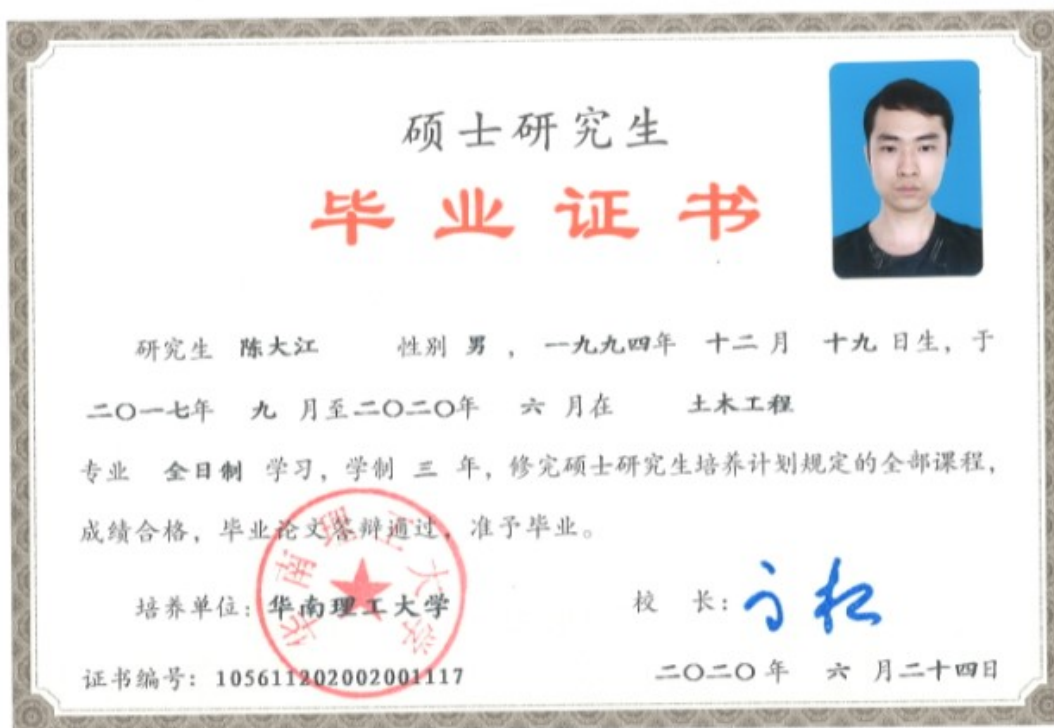 硕士研究生
毕业证书
研究生 陈大江 性别 男 ， 一九九四年 十二 月 十九 日生，于
二〇一七年 九 月至二〇二〇年 六 月在 土木工程
专业 全日制 学习，学制 三 年，修完硕士研究生培养计划规定的全部课程，
成绩合格，毕业论文答辩通过，准予毕业。
华南理工大学
培养单位：华南理工大学 校 长：
证书编号：105611202002001117 二〇二〇年 六 月二十四日